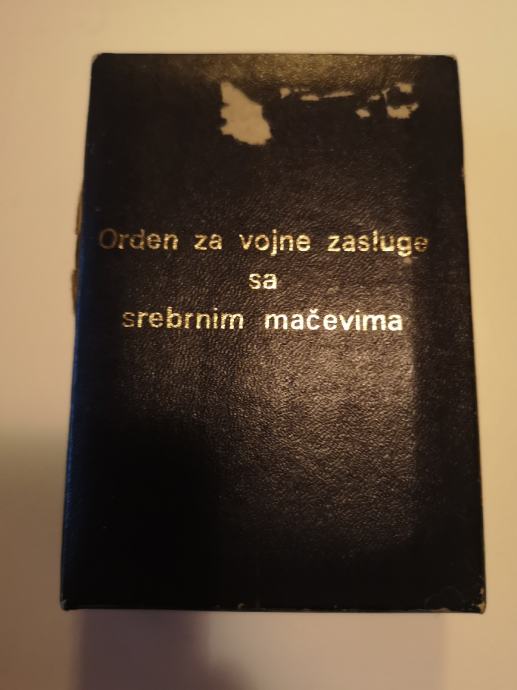 Orden za vojne zasluge
sa
srebrnim mačevima